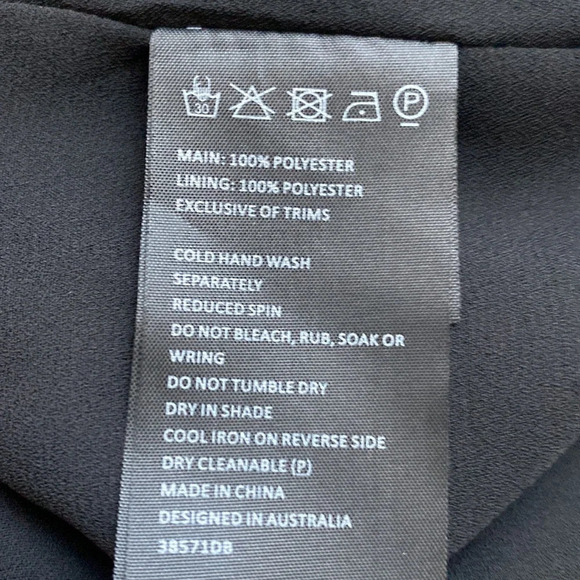 30 P
MAIN: 100% POLYESTER
LINING: 100% POLYESTER
EXCLUSIVE OF TRIMS
COLD HAND WASH
SEPARATELY
REDUCED SPIN
DO NOT BLEACH, RUB, SOAK OR
WRING
DO NOT TUMBLE DRY
DRY IN SHADE
COOL IRON ON REVERSE SIDE
DRY CLEANABLE (P)
MADE IN CHINA
DESIGNED IN AUSTRALIA
38571DB